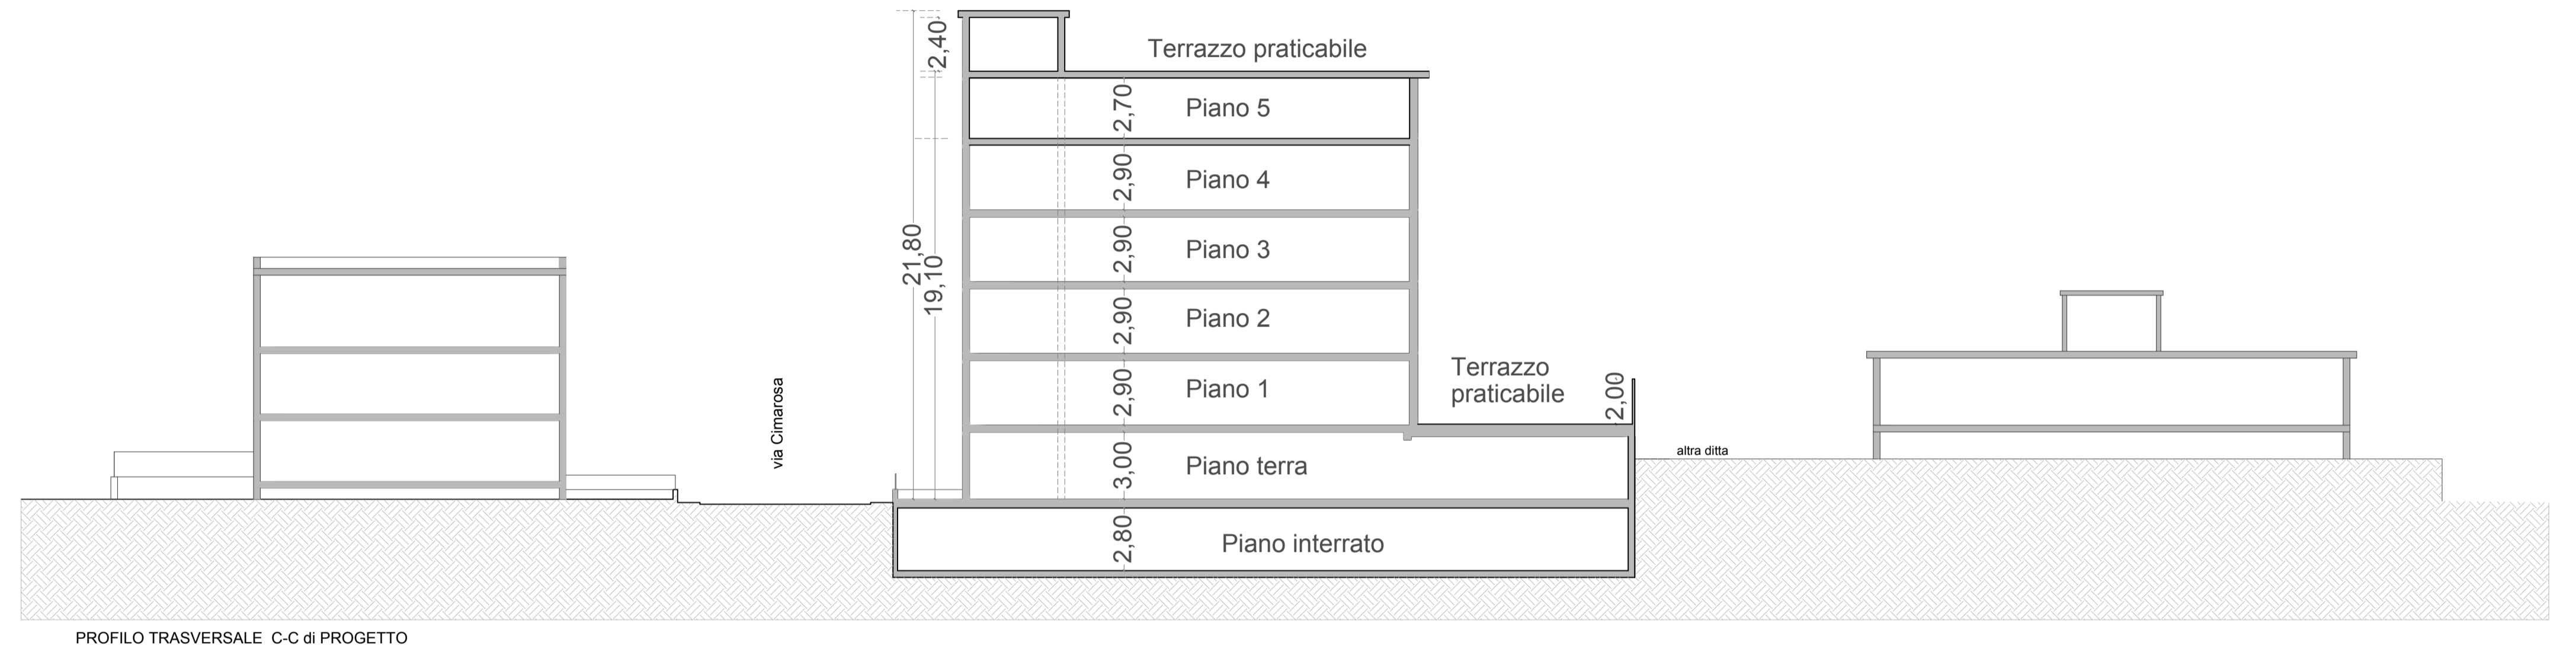 2,40
Terrazzo praticabile
2,70
Piano 5
2,90
Piano 4
21,80
19,10
2,90
Piano 3
2,90
Piano 2
via Cimarosa
2,90
Piano 1
Terrazzo
praticabile
2,00
3,00
Piano terra
altra ditta
2,80
Piano interrato
PROFILO TRASVERSALE C-C di PROGETTO